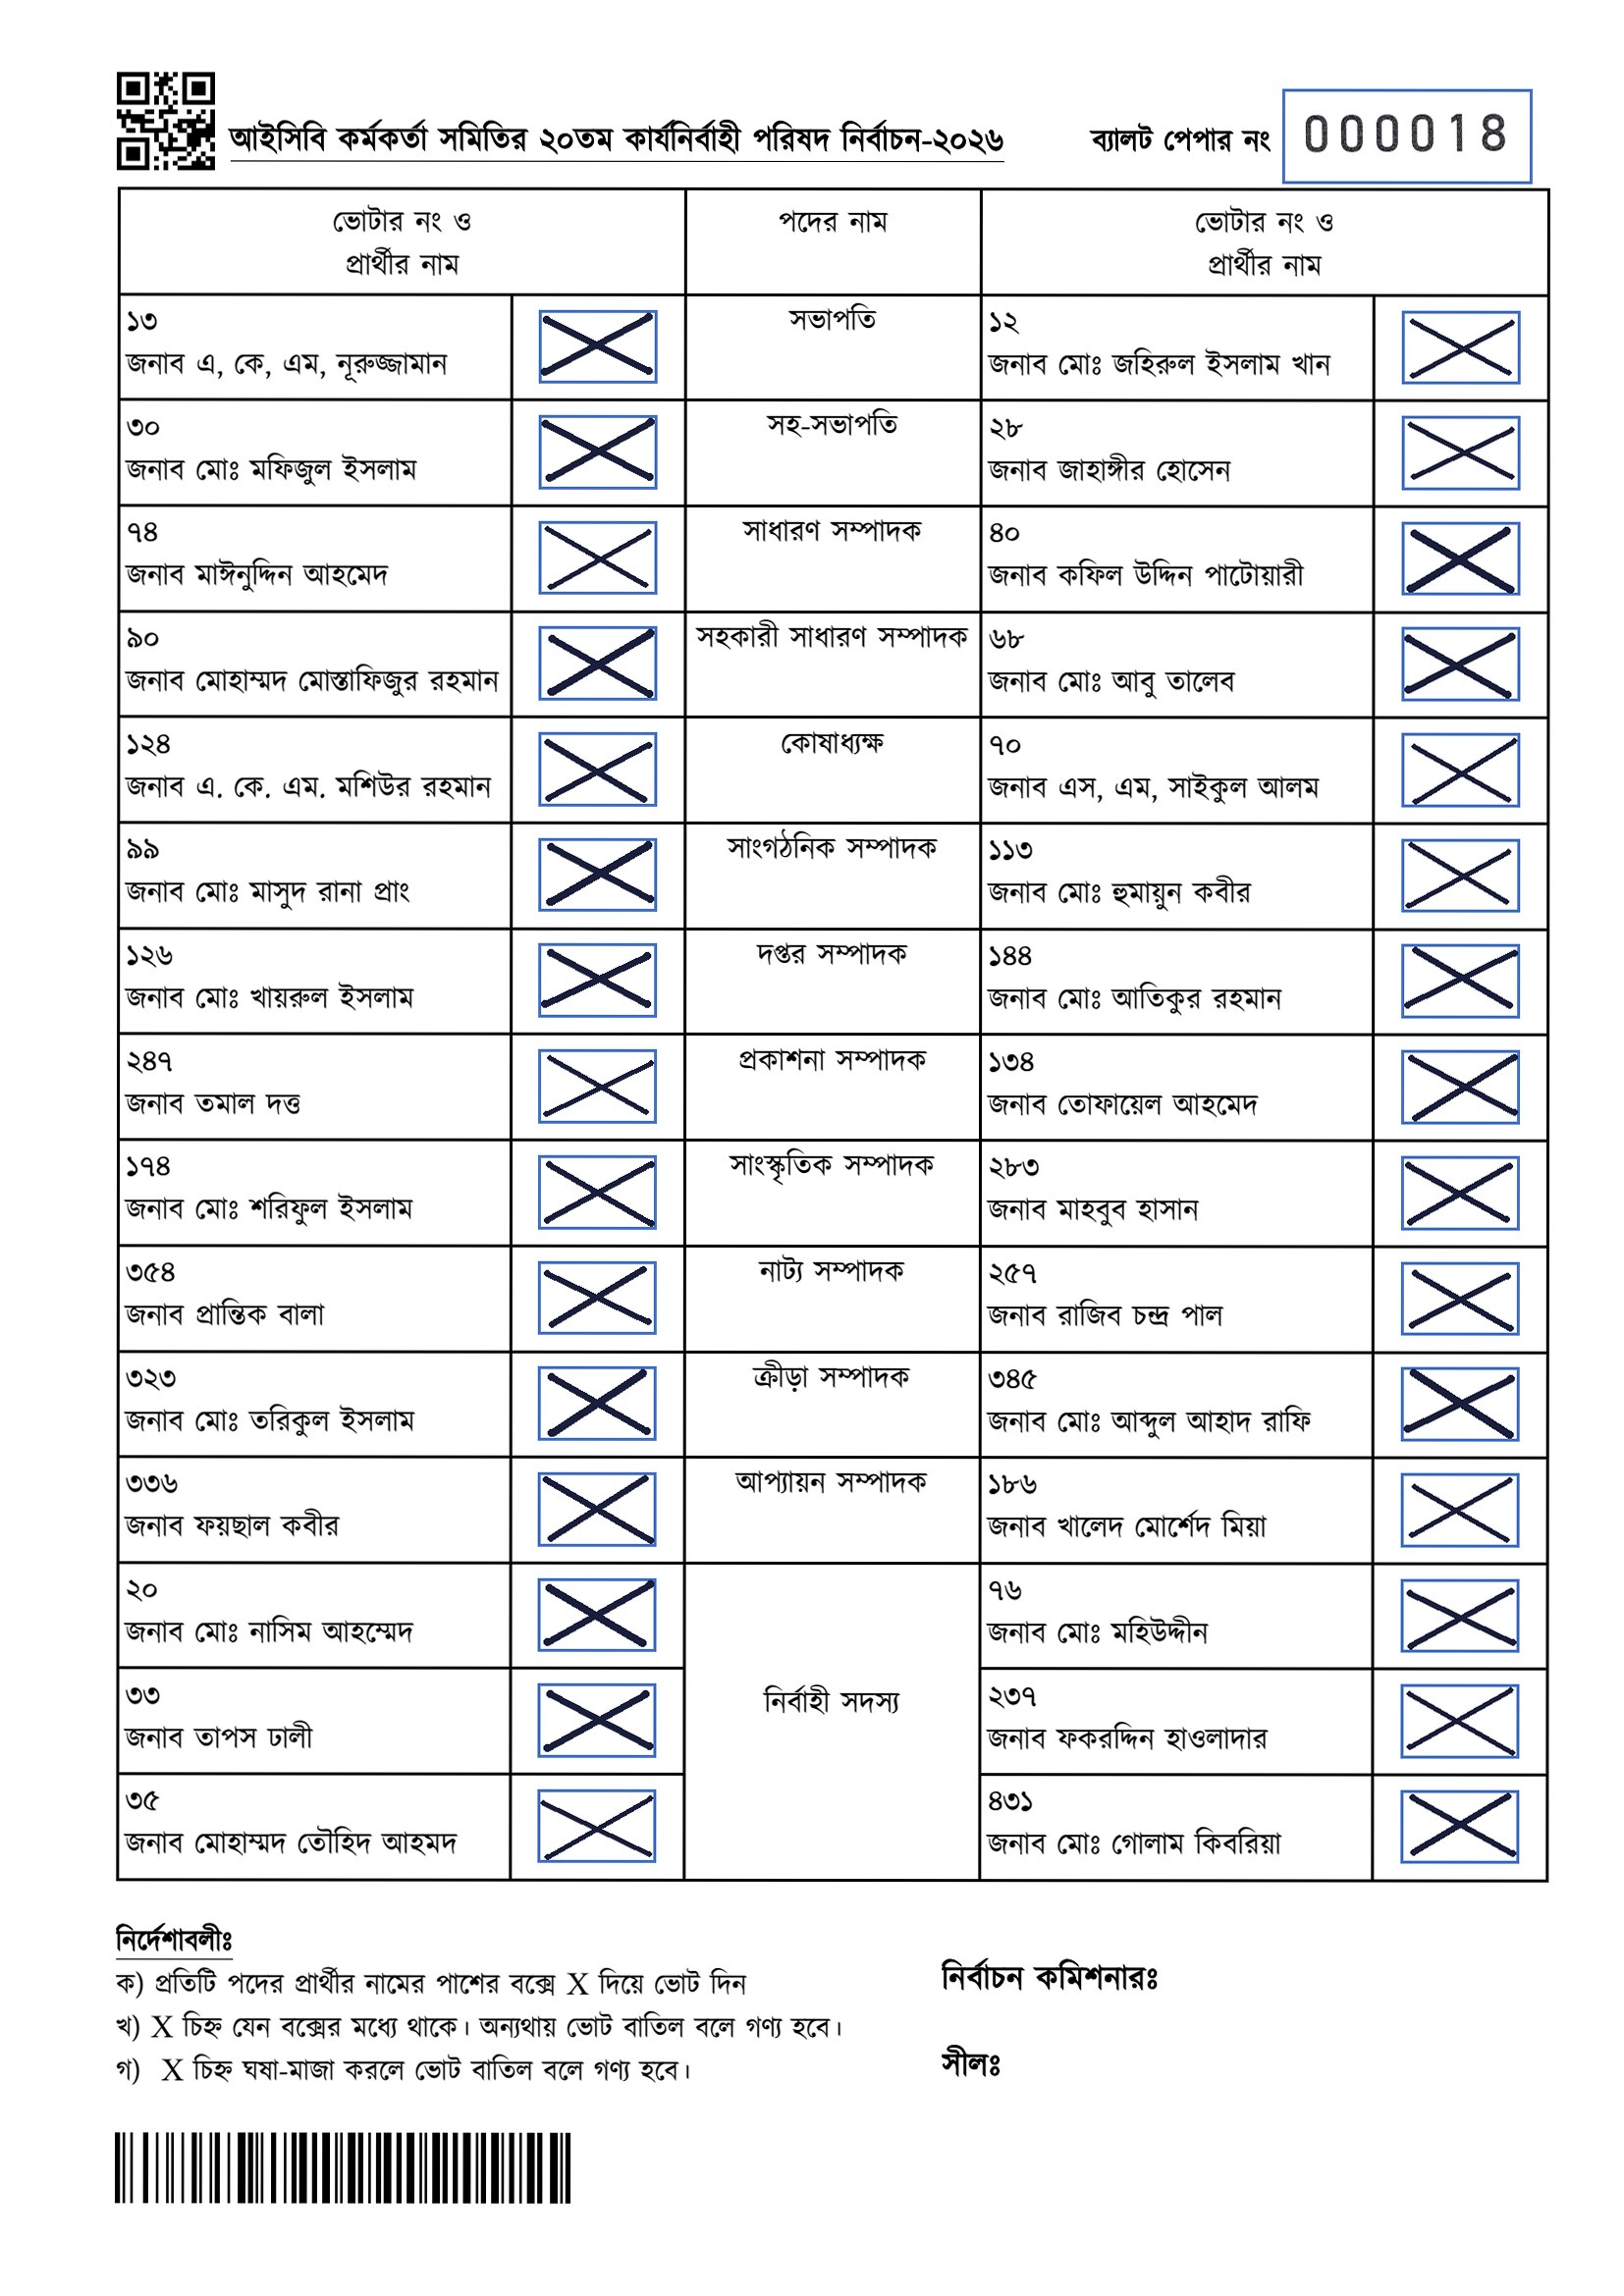 আইসিবি কর্মকর্তা সমিতির ২০তম কার্যনির্বাহী পরিষদ নির্বাচন-২০২৬ ব্যালট পেপার নং 000018
ভোটার নং ও পদের নাম ভোটার নং ও
প্রার্থীর নাম প্রার্থীর নাম
১৩ সভাপতি ১২
জনাব এ, কে, এম, নূরুজ্জামান জনাব মোঃ জহিরুল ইসলাম খান
৩০ সহ-সভাপতি ২৮
জনাব মোঃ মফিজুল ইসলাম জনাব জাহাঙ্গীর হোসেন
৭৪ সাধারণ সম্পাদক ৪০
জনাব মাঈনুদ্দিন আহমেদ জনাব কফিল উদ্দিন পাটোয়ারী
৯০ সহকারী সাধারণ সম্পাদক ৬৮
জনাব মোহাম্মদ মোস্তাফিজুর রহমান জনাব মোঃ আবু তালেব
১২৪ কোষাধ্যক্ষ ৭০
জনাব এ. কে. এম. মশিউর রহমান জনাব এস, এম, সাইকুল আলম
৯৯ সাংগঠনিক সম্পাদক ১১৩
জনাব মোঃ মাসুদ রানা প্রাং জনাব মোঃ হুমায়ুন কবীর
১২৬ দপ্তর সম্পাদক ১৪৪
জনাব মোঃ খায়রুল ইসলাম জনাব মোঃ আতিকুর রহমান
২৪৭ প্রকাশনা সম্পাদক ১৩৪
জনাব তমাল দত্ত জনাব তোফায়েল আহমেদ
১৭৪ সাংস্কৃতিক সম্পাদক ২৮৩
জনাব মোঃ শরিফুল ইসলাম জনাব মাহবুব হাসান
৩৫৪ নাট্য সম্পাদক ২৫৭
জনাব প্রান্তিক বালা জনাব রাজিব চন্দ্র পাল
৩২৩ ক্রীড়া সম্পাদক ৩৪৫
জনাব মোঃ তরিকুল ইসলাম জনাব মোঃ আব্দুল আহাদ রাফি
৩৩৬ আপ্যায়ন সম্পাদক ১৮৬
জনাব ফয়ছাল কবীর জনাব খালেদ মোর্শেদ মিয়া
২০ ৭৬
জনাব মোঃ নাসিম আহম্মেদ জনাব মোঃ মহিউদ্দীন
৩৩ নির্বাহী সদস্য ২৩৭
জনাব তাপস ঢালী জনাব ফকরদ্দিন হাওলাদার
৩৫ ৪৩১
জনাব মোহাম্মদ তৌহিদ আহমদ জনাব মোঃ গোলাম কিবরিয়া
নির্দেশাবলীঃ
ক) প্রতিটি পদের প্রার্থীর নামের পাশের বক্সে X দিয়ে ভোট দিন
খ) X চিহ্ন যেন বক্সের মধ্যে থাকে। অন্যথায় ভোট বাতিল বলে গণ্য হবে।
গ) X চিহ্ন ঘষা-মাজা করলে ভোট বাতিল বলে গণ্য হবে।
নির্বাচন কমিশনারঃ
সীলঃ